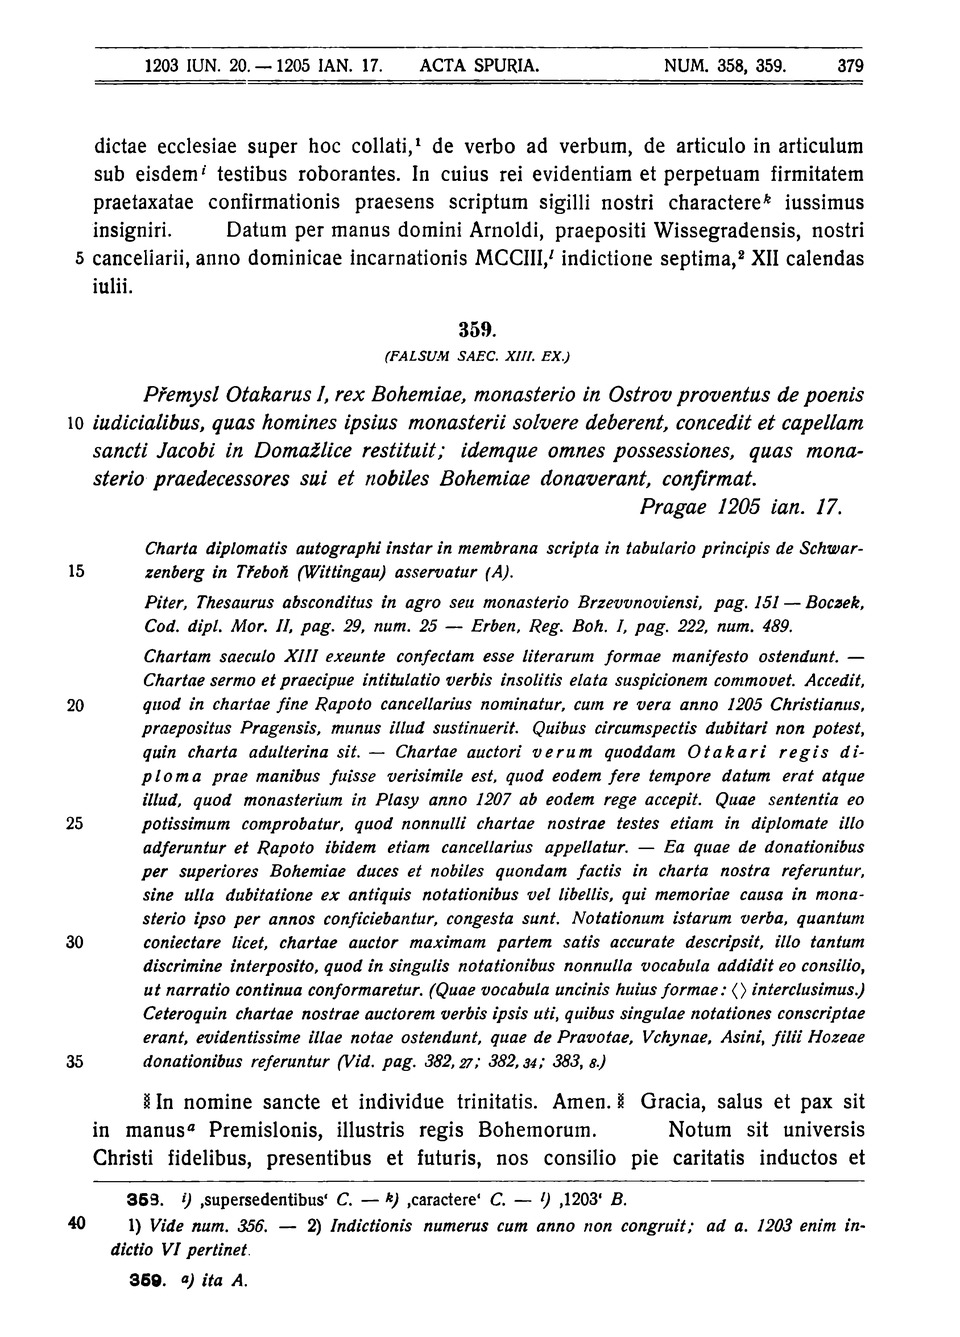 1203 IUN. 20. — 1205 IAN. 17. ACTA SPURIA. NUM. 358, 359. 379
dictae ecclesiae super hoc collati,¹ de verbo ad verbum, de articulo in articulum
sub eisdem ⁱ testibus roborantes. In cuius rei evidentiam et perpetuam firmitatem
praetaxatae confirmationis praesens scriptum sigilli nostri charactereᵏ iussimus
insigniri. Datum per manus domini Arnoldi, praepositi Wissegradensis, nostri
5 canceliarii, anno dominicae incarnationis MCCIII,ˡ indictione septima,² XII calendas
iulii.
359.
(FALSUM SAEC. XIII. EX.)
Přemysl Otakarus I, rex Bohemiae, monasterio in Ostrov proventus de poenis
10 iudicialibus, quas homines ipsius monasterii solvere deberent, concedit et capellam
sancti Jacobi in Domažlice restituit; idemque omnes possessiones, quas mona-
sterio praedecessores sui et nobiles Bohemiae donaverant, confirmat.
Pragae 1205 ian. 17.
Charta diplomatis autographi instar in membrana scripta in tabulario principis de Schwar-
15 zenberg in Třeboň (Wittingau) asservatur (A).
Piter, Thesaurus absconditus in agro seu monasterio Brzevvnoviensi, pag. 151 — Boczek,
Cod. dipl. Mor. II, pag. 29, num. 25 — Erben, Reg. Boh. I, pag. 222, num. 489.
Chartam saeculo XIII exeunte confectam esse literarum formae manifesto ostendunt. —
Chartae sermo et praecipue intitulatio verbis insolitis elata suspicionem commovet. Accedit,
20 quod in chartae fine Rapoto cancellarius nominatur, cum re vera anno 1205 Christianus,
praepositus Pragensis, munus illud sustinuerit. Quibus circumspectis dubitari non potest,
quin charta adulterina sit. — Chartae auctori verum quoddam Otakari regis di-
ploma prae manibus fuisse verisimile est, quod eodem fere tempore datum erat atque
illud, quod monasterium in Plasy anno 1207 ab eodem rege accepit. Quae sententia eo
25 potissimum comprobatur, quod nonnulli chartae nostrae testes etiam in diplomate illo
adferuntur et Rapoto ibidem etiam cancellarius appellatur. — Ea quae de donationibus
per superiores Bohemiae duces et nobiles quondam factis in charta nostra referuntur,
sine ulla dubitatione ex antiquis notationibus vel libellis, qui memoriae causa in mona-
sterio ipso per annos conficiebantur, congesta sunt. Notationum istarum verba, quantum
30 coniectare licet, chartae auctor maximam partem satis accurate descripsit, illo tantum
discrimine interposito, quod in singulis notationibus nonnulla vocabula addidit eo consilio,
ut narratio continua conformaretur. (Quae vocabula uncinis huius formae: ⟨⟩ interclusimus.)
Ceteroquin chartae nostrae auctorem verbis ipsis uti, quibus singulae notationes conscriptae
erant, evidentissime illae notae ostendunt, quae de Pravotae, Vchynae, Asini, filii Hozeae
35 donationibus referuntur (Vid. pag. 382, 27; 382, 34; 383, 8.)
In nomine sancte et individue trinitatis. Amen. Gracia, salus et pax sit
in manusᵃ Premislonis, illustris regis Bohemorum. Notum sit universis
Christi fidelibus, presentibus et futuris, nos consilio pie caritatis inductos et
353. i) ‚supersedentibus‘ C. — k) ‚caractere‘ C. — l) ‚1203‘ B.
40 1) Vide num. 356. — 2) Indictionis numerus cum anno non congruit; ad a. 1203 enim in-
dictio VI pertinet.
359. a) ita A.